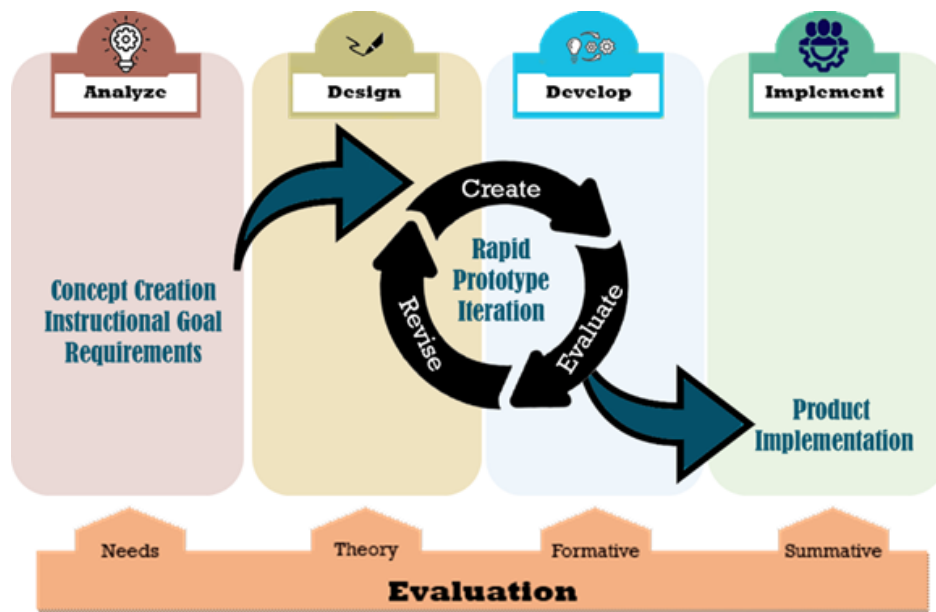 Analyze
Design
Develop
Implement
Create
Rapid
Prototype
Iteration
Evaluate
Revise
Concept Creation
Instructional Goal
Requirements
Product
Implementation
Needs
Theory
Formative
Summative
Evaluation